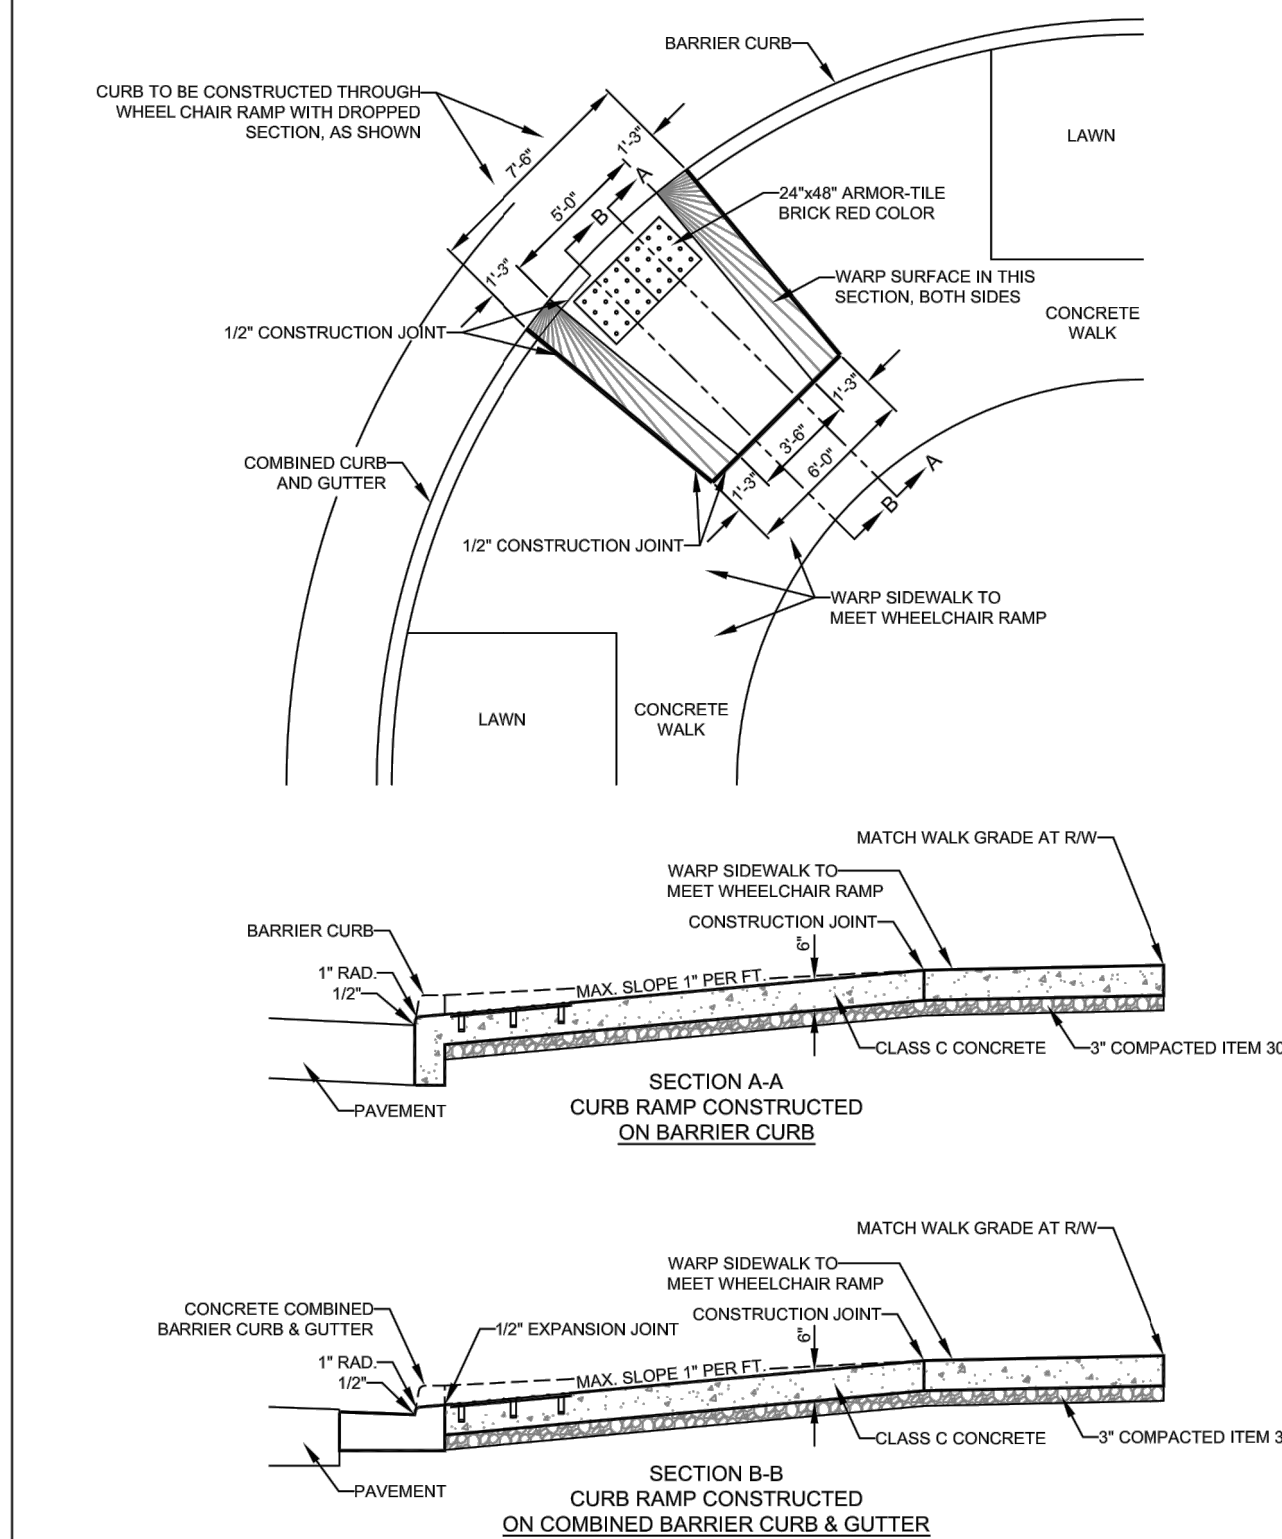 BARRIER CURB
CURB TO BE CONSTRUCTED THROUGH
WHEEL CHAIR RAMP WITH DROPPED
SECTION, AS SHOWN
LAWN
7'-6"
1'-3"
5'-0"
A
B
1'-3"
24"x48" ARMOR-TILE
BRICK RED COLOR
WARP SURFACE IN THIS
SECTION, BOTH SIDES
CONCRETE
WALK
1/2" CONSTRUCTION JOINT
1'-3"
3'-6"
6'-0"
1'-3"
A
B
COMBINED CURB
AND GUTTER
1/2" CONSTRUCTION JOINT
WARP SIDEWALK TO
MEET WHEELCHAIR RAMP
LAWN
CONCRETE
WALK
MATCH WALK GRADE AT R/W
WARP SIDEWALK TO
MEET WHEELCHAIR RAMP
CONSTRUCTION JOINT
6"
BARRIER CURB
1" RAD.
1/2"
MAX. SLOPE 1" PER FT.
CLASS C CONCRETE
3" COMPACTED ITEM 30
PAVEMENT
SECTION A-A
CURB RAMP CONSTRUCTED
ON BARRIER CURB
MATCH WALK GRADE AT R/W
WARP SIDEWALK TO
MEET WHEELCHAIR RAMP
CONSTRUCTION JOINT
6"
CONCRETE COMBINED
BARRIER CURB & GUTTER
1/2" EXPANSION JOINT
1" RAD.
1/2"
MAX. SLOPE 1" PER FT.
CLASS C CONCRETE
3" COMPACTED ITEM 3
PAVEMENT
SECTION B-B
CURB RAMP CONSTRUCTED
ON COMBINED BARRIER CURB & GUTTER